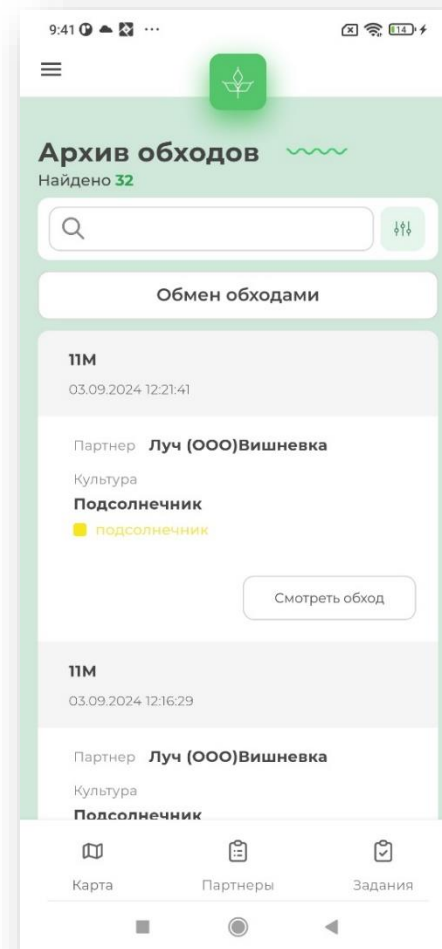 9:41
14
Архив обходов
Найдено 32
Обмен обходами
11М
03.09.2024 12:21:41
Партнер Луч (ООО)Вишневка
Культура
Подсолнечник
подсолнечник
Смотреть обход
11М
03.09.2024 12:16:29
Партнер Луч (ООО)Вишневка
Культура
Подсолнечник
Карта Партнеры Задания